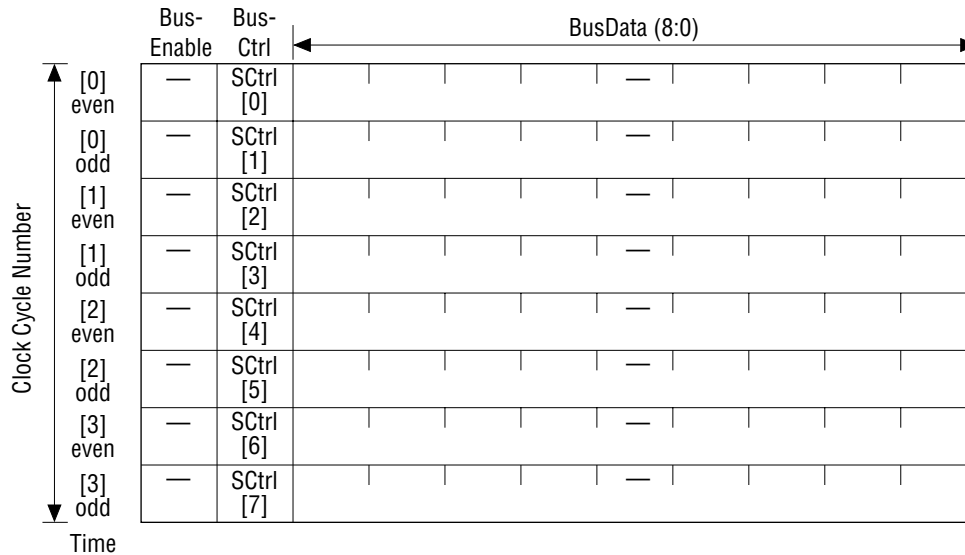 Bus- Bus-
Enable Ctrl BusData (8:0)
[0] — SCtrl —
even [0]
[0] — SCtrl —
odd [1]
[1] — SCtrl —
even [2]
[1] — SCtrl —
odd [3]
[2] — SCtrl —
even [4]
[2] — SCtrl —
odd [5]
[3] — SCtrl —
even [6]
[3] — SCtrl —
odd [7]
Clock Cycle Number
Time